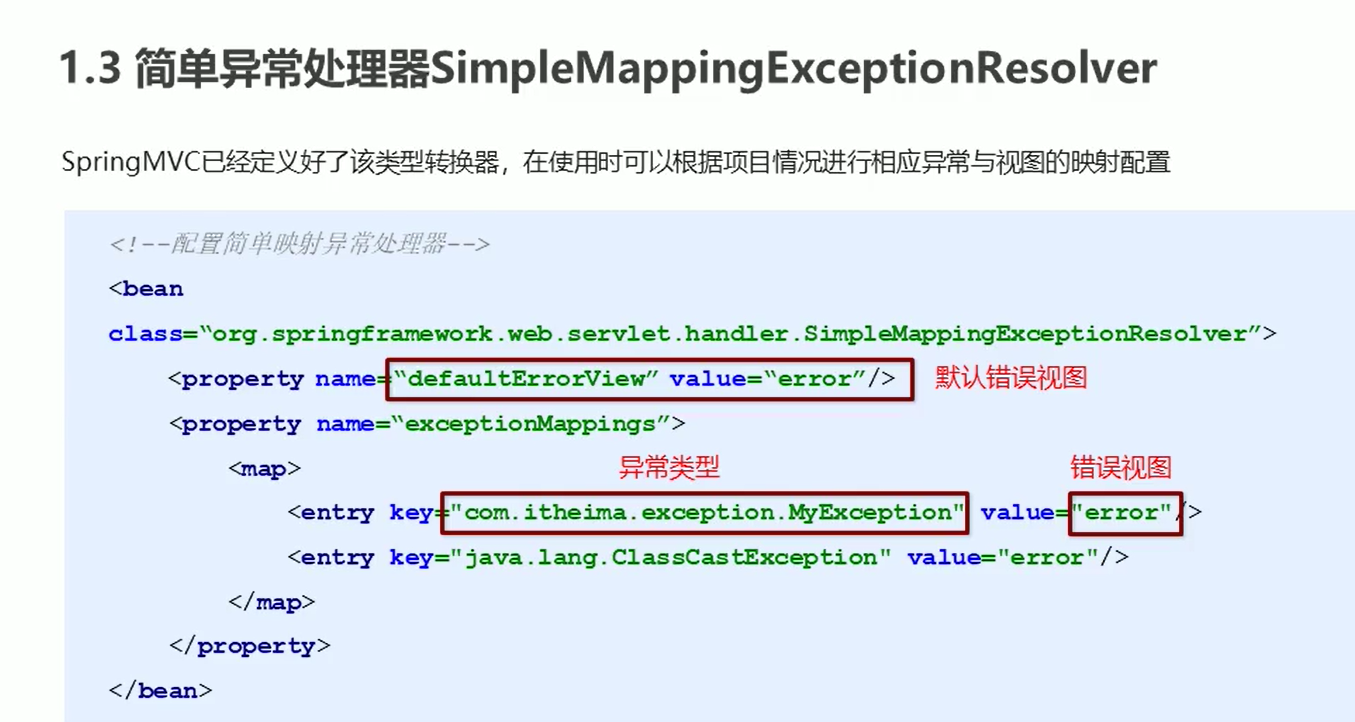 1.3 简单异常处理器SimpleMappingExceptionResolver
SpringMVC已经定义好了该类型转换器，在使用时可以根据项目情况进行相应异常与视图的映射配置
<!--配置简单映射异常处理器-->
<bean
class=“org.springframework.web.servlet.handler.SimpleMappingExceptionResolver”>
<property name=“defaultErrorView” value=“error”/> 默认错误视图
<property name=“exceptionMappings”>
<map> 异常类型 错误视图
<entry key="com.itheima.exception.MyException" value="error"/>
<entry key="java.lang.ClassCastException" value="error"/>
</map>
</property>
</bean>